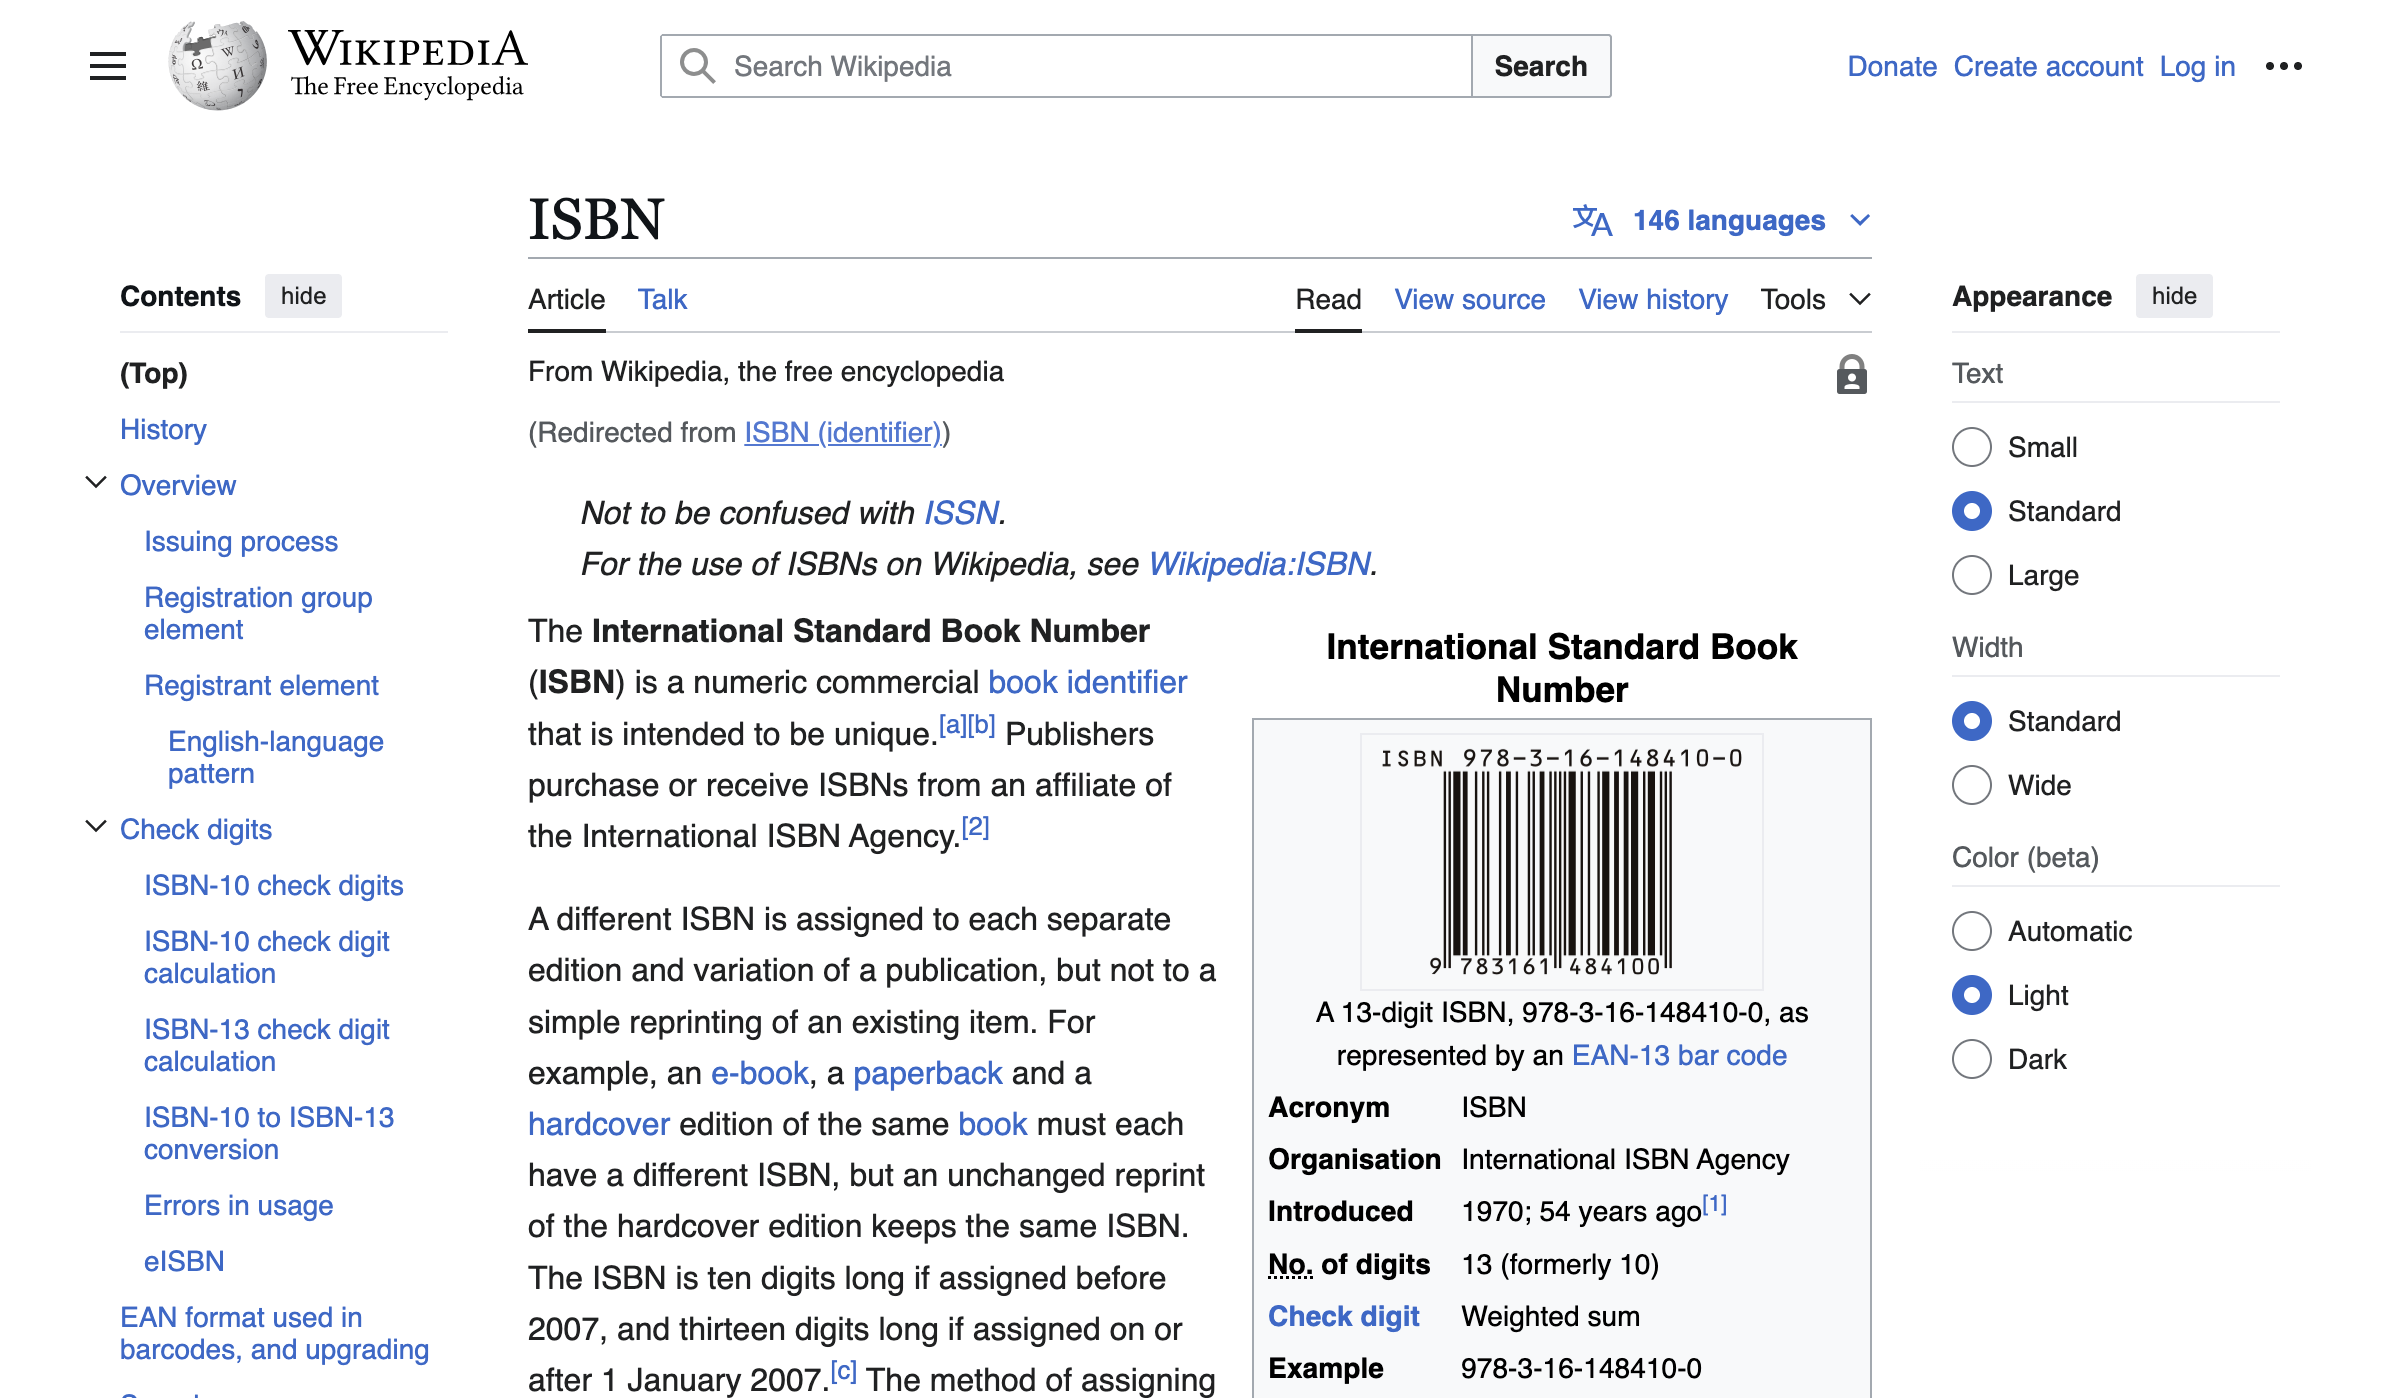 WIKIPEDIA
The Free Encyclopedia
Search Wikipedia
Search
Donate Create account Log in
ISBN
146 languages
Contents hide
(Top)
History
Overview
Issuing process
Registration group
element
Registrant element
English-language
pattern
Check digits
ISBN-10 check digits
ISBN-10 check digit
calculation
ISBN-13 check digit
calculation
ISBN-10 to ISBN-13
conversion
Errors in usage
eISBN
EAN format used in
barcodes, and upgrading
Article Talk
Read View source View history Tools
From Wikipedia, the free encyclopedia
(Redirected from ISBN (identifier))
Not to be confused with ISSN.
For the use of ISBNs on Wikipedia, see Wikipedia:ISBN.
The International Standard Book Number
(ISBN) is a numeric commercial book identifier
that is intended to be unique.[a][b] Publishers
purchase or receive ISBNs from an affiliate of
the International ISBN Agency.[2]
A different ISBN is assigned to each separate
edition and variation of a publication, but not to a
simple reprinting of an existing item. For
example, an e-book, a paperback and a
hardcover edition of the same book must each
have a different ISBN, but an unchanged reprint
of the hardcover edition keeps the same ISBN.
The ISBN is ten digits long if assigned before
2007, and thirteen digits long if assigned on or
after 1 January 2007.[c] The method of assigning
International Standard Book
Number
ISBN 978-3-16-148410-0
9 783161 484100
A 13-digit ISBN, 978-3-16-148410-0, as
represented by an EAN-13 bar code
Acronym ISBN
Organisation International ISBN Agency
Introduced 1970; 54 years ago[1]
No. of digits 13 (formerly 10)
Check digit Weighted sum
Example 978-3-16-148410-0
Appearance hide
Text
Small
Standard
Large
Width
Standard
Wide
Color (beta)
Automatic
Light
Dark